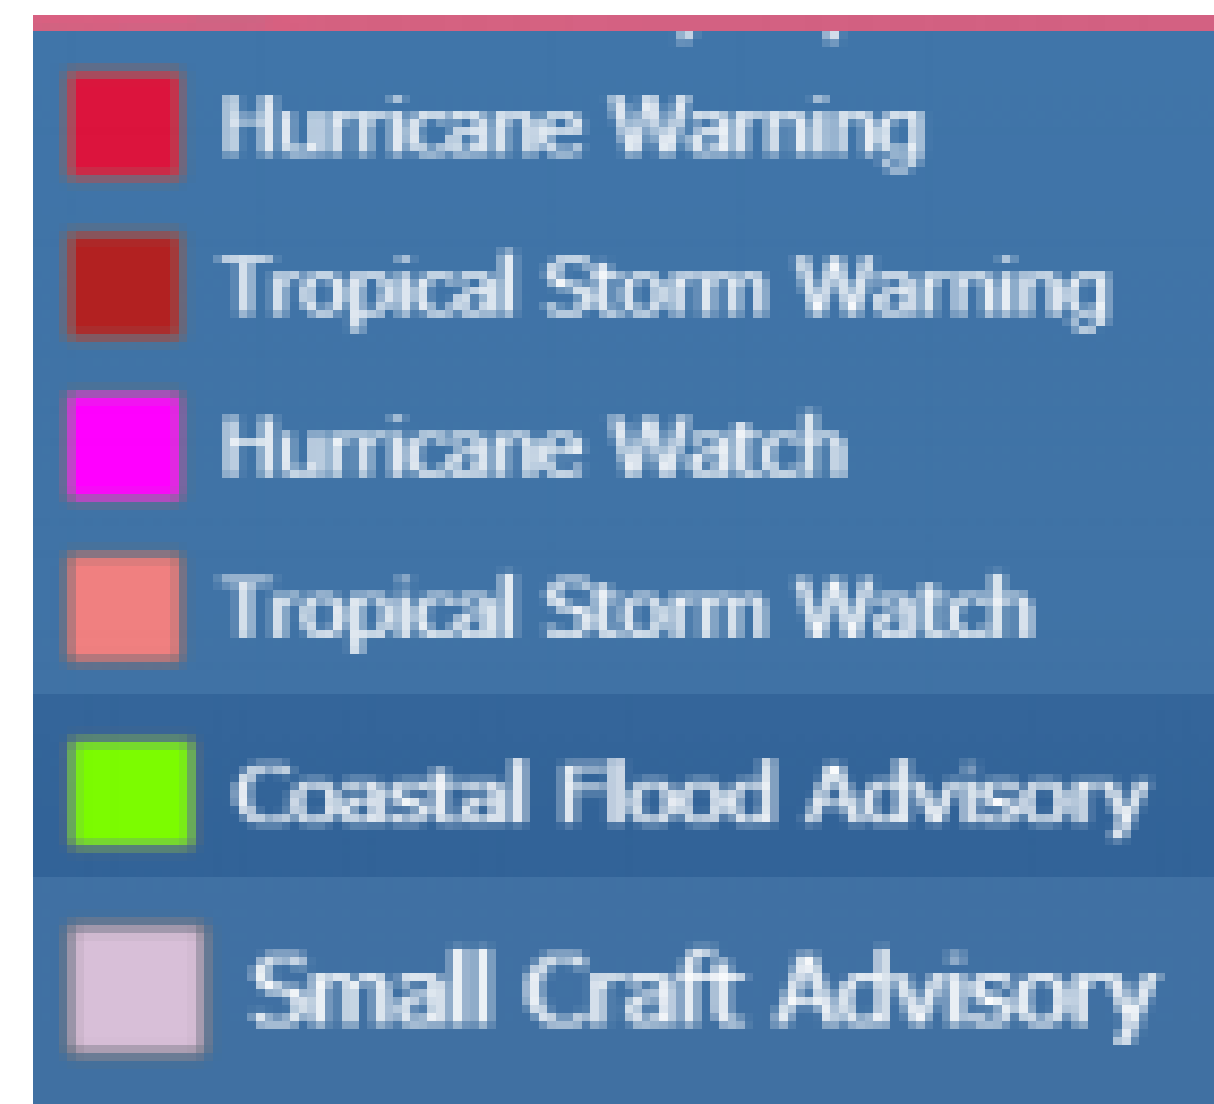 Hurricane Warning
Tropical Storm Warning
Hurricane Watch
Tropical Storm Watch
Coastal Flood Advisory
Small Craft Advisory